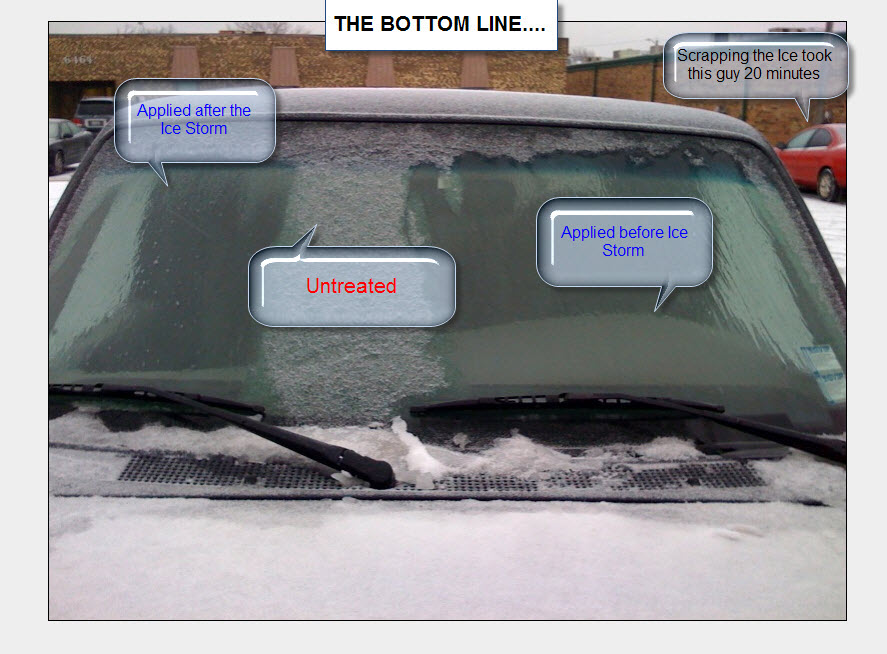 THE BOTTOM LINE....
Scrapping the Ice took
this guy 20 minutes
6464
Applied after the
Ice Storm
Applied before Ice
Storm
Untreated